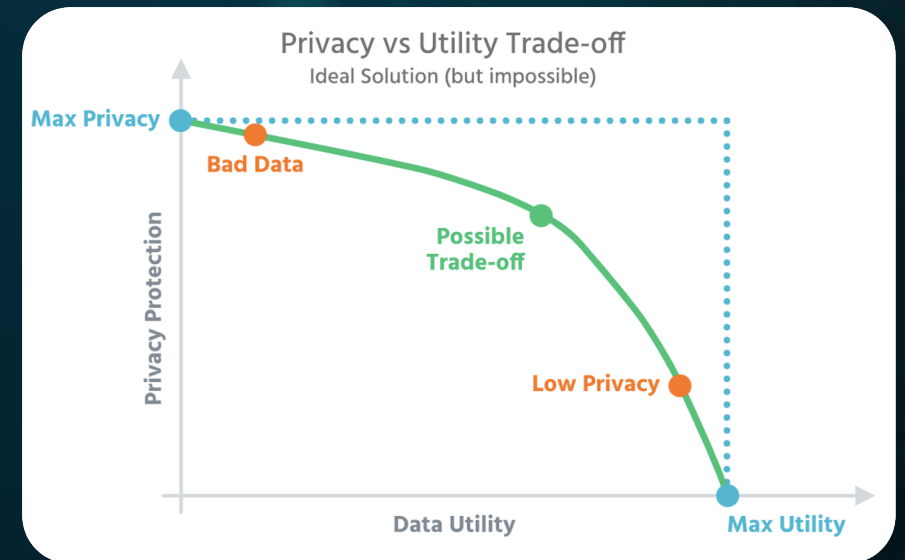 Privacy vs Utility Trade-off
Ideal Solution (but impossible)
Max Privacy
Bad Data
Possible
Trade-off
Privacy Protection
Low Privacy
Data Utility
Max Utility